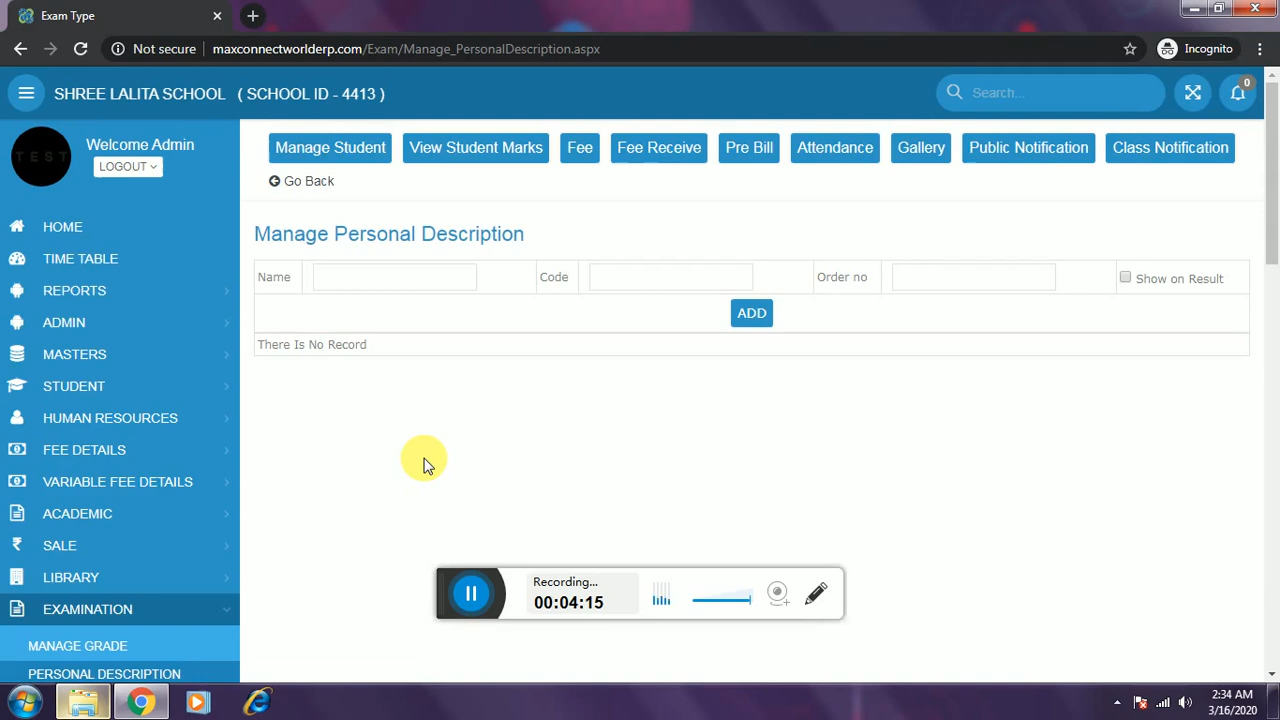 Exam Type
Not secure
maxconnectworlderp.com/Exam/Manage_PersonalDescription.aspx
Incognito
SHREE LALITA SCHOOL ( SCHOOL ID - 4413 )
Search...
0
TEST
Welcome Admin
LOGOUT
Manage Student
View Student Marks
Fee
Fee Receive
Pre Bill
Attendance
Gallery
Public Notification
Class Notification
Go Back
HOME
TIME TABLE
REPORTS
ADMIN
MASTERS
STUDENT
HUMAN RESOURCES
FEE DETAILS
VARIABLE FEE DETAILS
ACADEMIC
SALE
LIBRARY
EXAMINATION
MANAGE GRADE
PERSONAL DESCRIPTION
Manage Personal Description
Name
Code
Order no
Show on Result
ADD
There Is No Record
Recording...
00:04:15
2:34 AM
3/16/2020